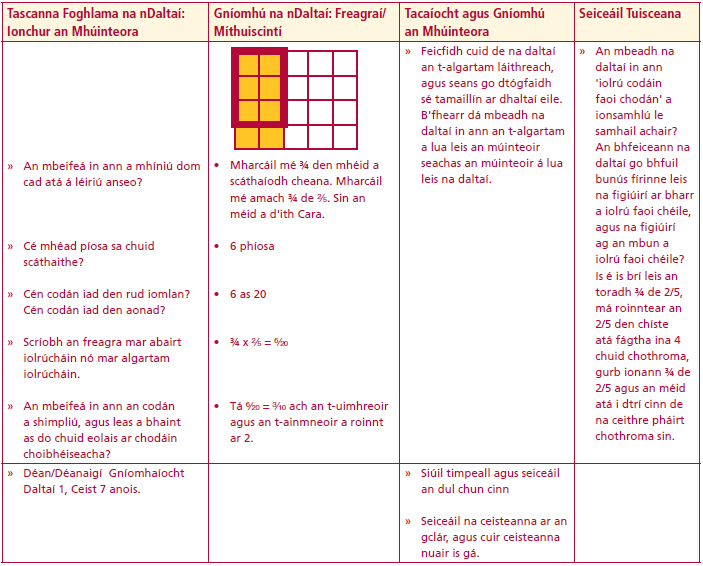 Tascanna Foghlama na nDaltaí:
Ionchur an Mhúinteora
Gníomhú na nDaltaí: Freagraí/
Míthuiscintí
Tacaíocht agus Gníomhú
an Mhúinteora
Seiceáil Tuisceana
» An mbeifeá in ann a mhíniú dom
cad atá á léiriú anseo?
• Mharcáil mé ¾ den mhéid a
scáthaíodh cheana. Mharcáil
mé amach ¾ de ⅖. Sin an
méid a d'ith Cara.
» Cé mhéad píosa sa chuid
scáthaithe?
• 6 phíosa
» Cén codán iad den rud iomlan?
Cén codán iad den aonad?
• 6 as 20
» Scríobh an freagra mar abairt
iolrúcháin nó mar algartam
iolrúcháin.
• ¾ x ⅖ = 6⁄20
» An mbeifeá in ann an codán
a shimpliú, agus leas a bhaint
as do chuid eolais ar chodáin
choibhéiseacha?
• Tá 6⁄20 = 3⁄10 ach an t-uimhreoir
agus an t-ainmneoir a roinnt
ar 2.
» Feicfidh cuid de na daltaí
an t-algartam láithreach,
agus seans go dtógfaidh
sé tamaillín ar dhaltaí eile.
B'fhearr dá mbeadh na
daltaí in ann an t-algartam
a lua leis an múinteoir
seachas an múinteoir á lua
leis na daltaí.
» An mbeadh na
daltaí in ann
'iolrú codáin
faoi chodán' a
ionsamhlú le
samhail achair?
An bhfeiceann na
daltaí go bhfuil
bunús fírinne leis
na figiúirí ar bharr
a iolrú faoi chéile,
agus na figiúirí
ag an mbun a
iolrú faoi chéile?
Is é is brí leis an
toradh ¾ de 2/5,
má roinntear an
2/5 den chíste
atá fágtha ina 4
chuid chothroma,
gurb ionann ¾ de
2/5 agus an méid
atá i dtrí cinn de
na ceithre pháirt
chothroma sin.
» Déan/Déanaigí Gníomhaíocht
Daltaí 1, Ceist 7 anois.
» Siúil timpeall agus seiceáil
an dul chun cinn
» Seiceáil na ceisteanna ar an
gclár, agus cuir ceisteanna
nuair is gá.